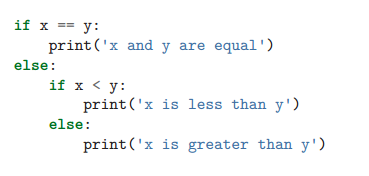 if x == y:
    print('x and y are equal')
else:
    if x < y:
        print('x is less than y')
    else:
        print('x is greater than y')